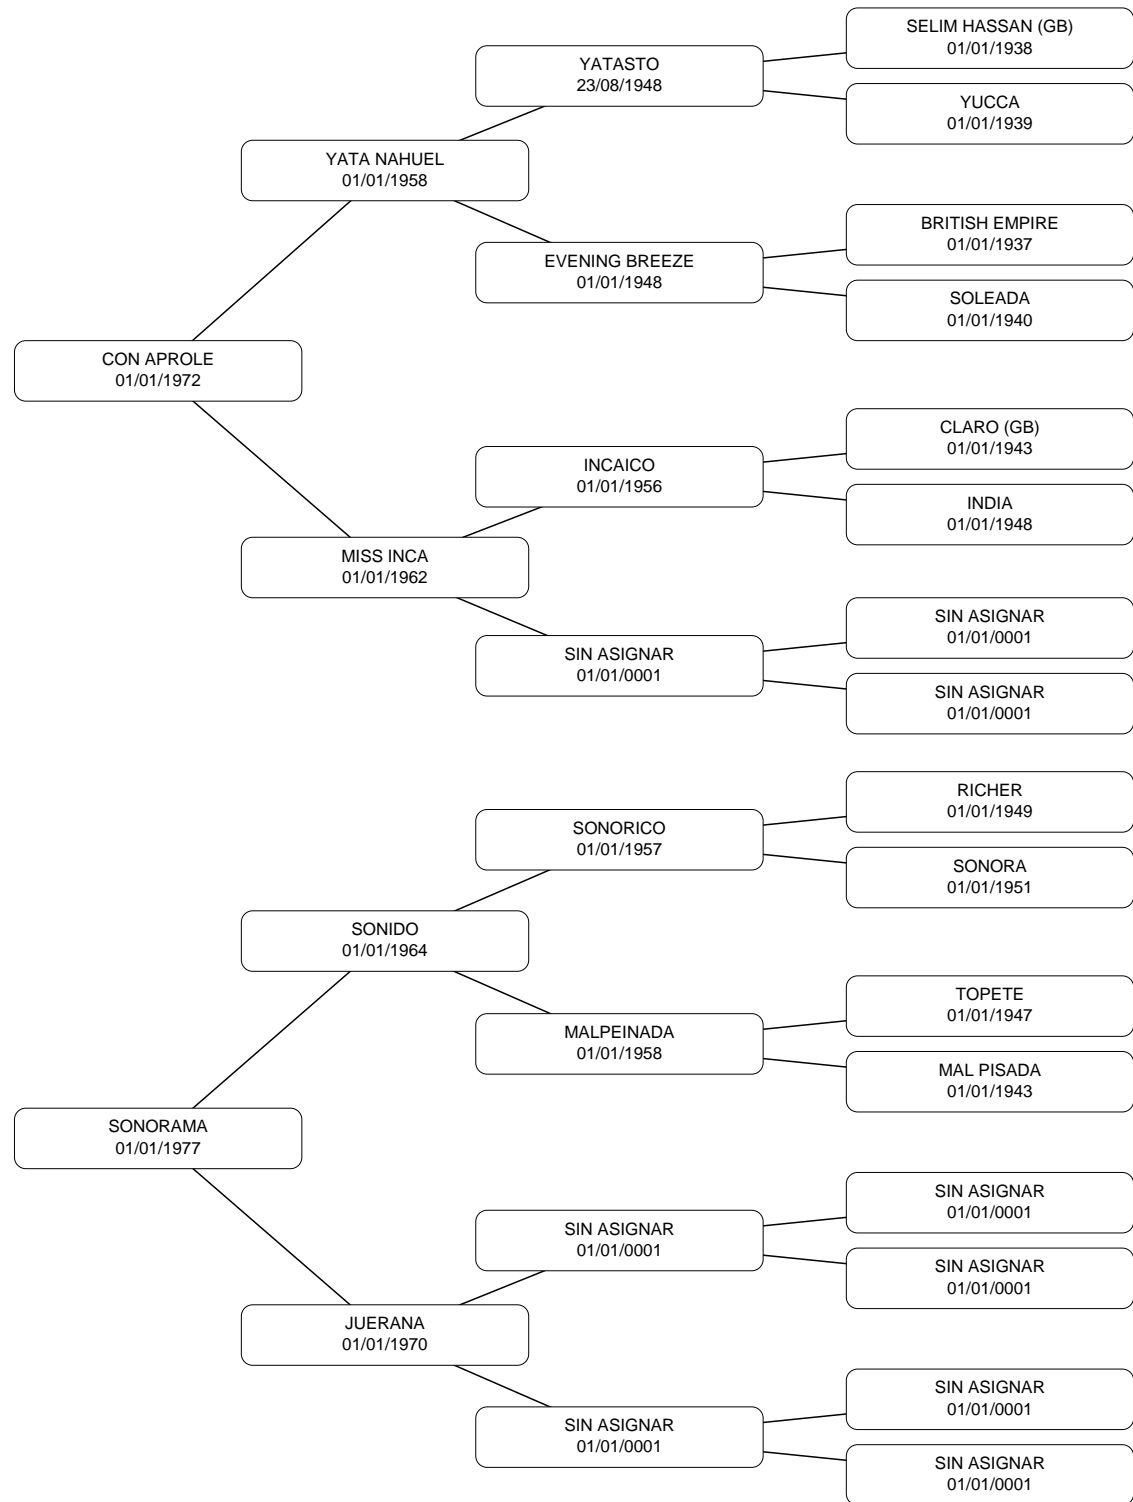 SELIM HASSAN (GB)
01/01/1938
YATASTO
23/08/1948
YUCCA
01/01/1939
YATA NAHUEL
01/01/1958
BRITISH EMPIRE
01/01/1937
EVENING BREEZE
01/01/1948
SOLEADA
01/01/1940
CON APROLE
01/01/1972
CLARO (GB)
01/01/1943
INCAICO
01/01/1956
INDIA
01/01/1948
MISS INCA
01/01/1962
SIN ASIGNAR
01/01/0001
SIN ASIGNAR
01/01/0001
SIN ASIGNAR
01/01/0001
RICHER
01/01/1949
SONORICO
01/01/1957
SONORA
01/01/1951
SONIDO
01/01/1964
TOPETE
01/01/1947
MALPEINADA
01/01/1958
MAL PISADA
01/01/1943
SONORAMA
01/01/1977
SIN ASIGNAR
01/01/0001
SIN ASIGNAR
01/01/0001
SIN ASIGNAR
01/01/0001
JUERANA
01/01/1970
SIN ASIGNAR
01/01/0001
SIN ASIGNAR
01/01/0001
SIN ASIGNAR
01/01/0001